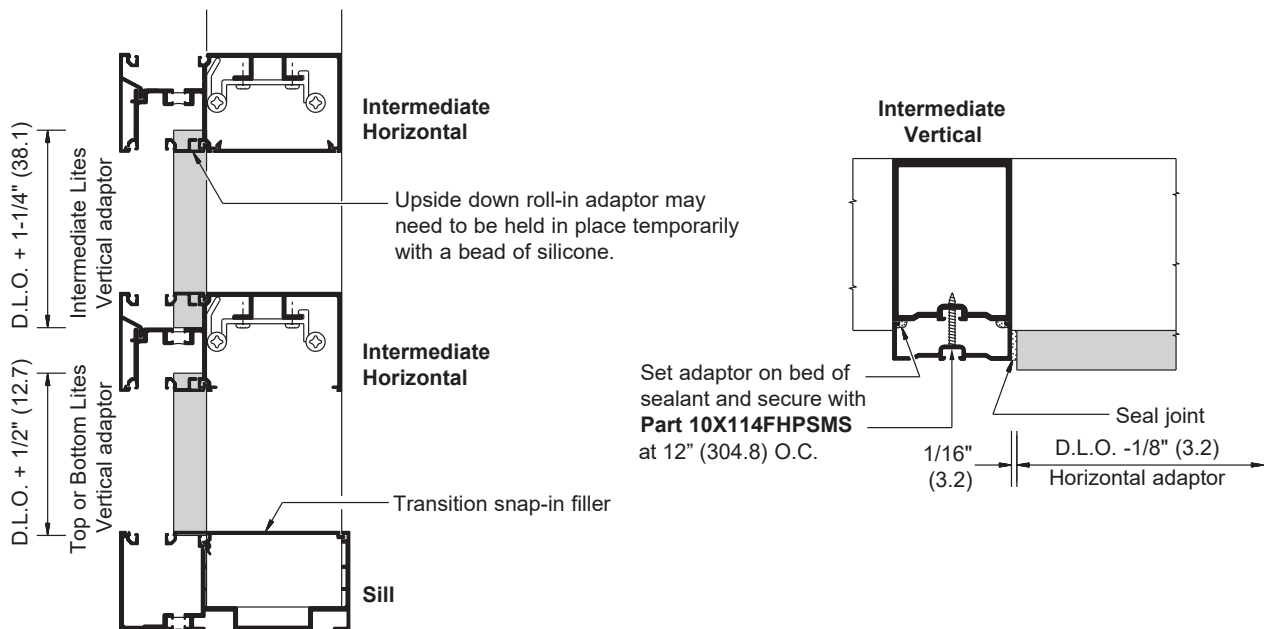 Intermediate
Horizontal
D.L.O. + 1-1/4" (38.1)
Intermediate Lites
Vertical adaptor
Upside down roll-in adaptor may
need to be held in place temporarily
with a bead of silicone.
Intermediate
Horizontal
D.L.O. + 1/2" (12.7)
Top or Bottom Lites
Vertical adaptor
Transition snap-in filler
Sill
Intermediate
Vertical
Set adaptor on bed of
sealant and secure with
Part 10X114FHPSMS
at 12” (304.8) O.C.
Seal joint
1/16"
(3.2)
D.L.O. -1/8" (3.2)
Horizontal adaptor